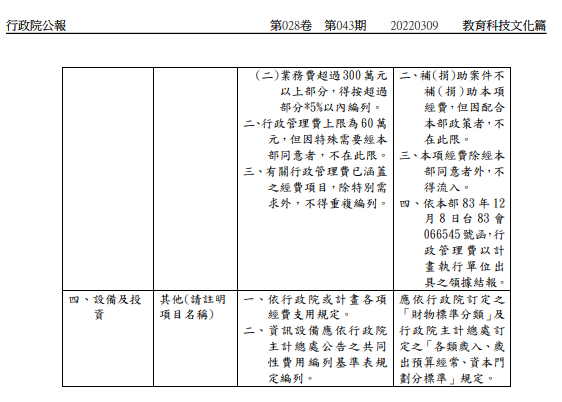 行政院公報 第028卷 第043期 20220309 教育科技文化篇
(二)業務費超過300萬元
以上部分,得按超過
部分*5%以內編列。
二、行政管理費上限為60萬
元,但因特殊需要經本
部同意者,不在此限。
三、有關行政管理費已涵蓋
之經費項目,除特別需
求外,不得重複編列。
二、補(捐)助案件不
補(捐)助本項
經費,但因配合
本部政策者,不
在此限。
三、本項經費除經本
部同意者外,不
得流入。
四、依本部 83 年 12
月 8 日台 83 會
066545 號函,行
政管理費以計
畫執行單位出
具之領據結報。
四、設備及投
資
其他(請註明
項目名稱)
一、依行政院或計畫各項
經費支用規定。
二、資訊設備應依行政院
主計總處公告之共同
性費用編列基準表規
定編列。
應依行政院訂定之
「財物標準分類」及
行政院主計總處訂
定之「各類歲入、歲
出預算經常、資本門
劃分標準」規定。